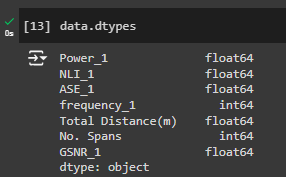 [13] data.dtypes
0s
Power_1 float64
NLI_1 float64
ASE_1 float64
frequency_1 int64
Total Distance(m) float64
No. Spans int64
GSNR_1 float64
dtype: object